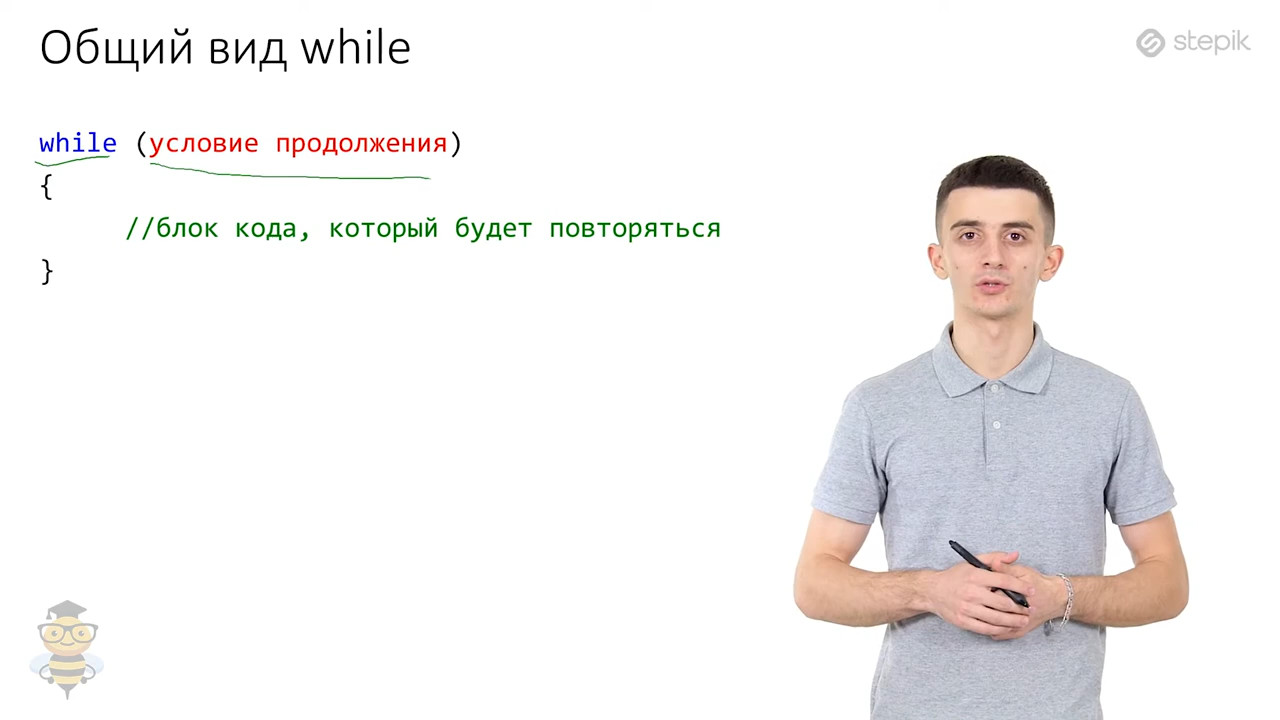 Общий вид while
stepik
while (условие продолжения)
{
//блок кода, который будет повторяться
}